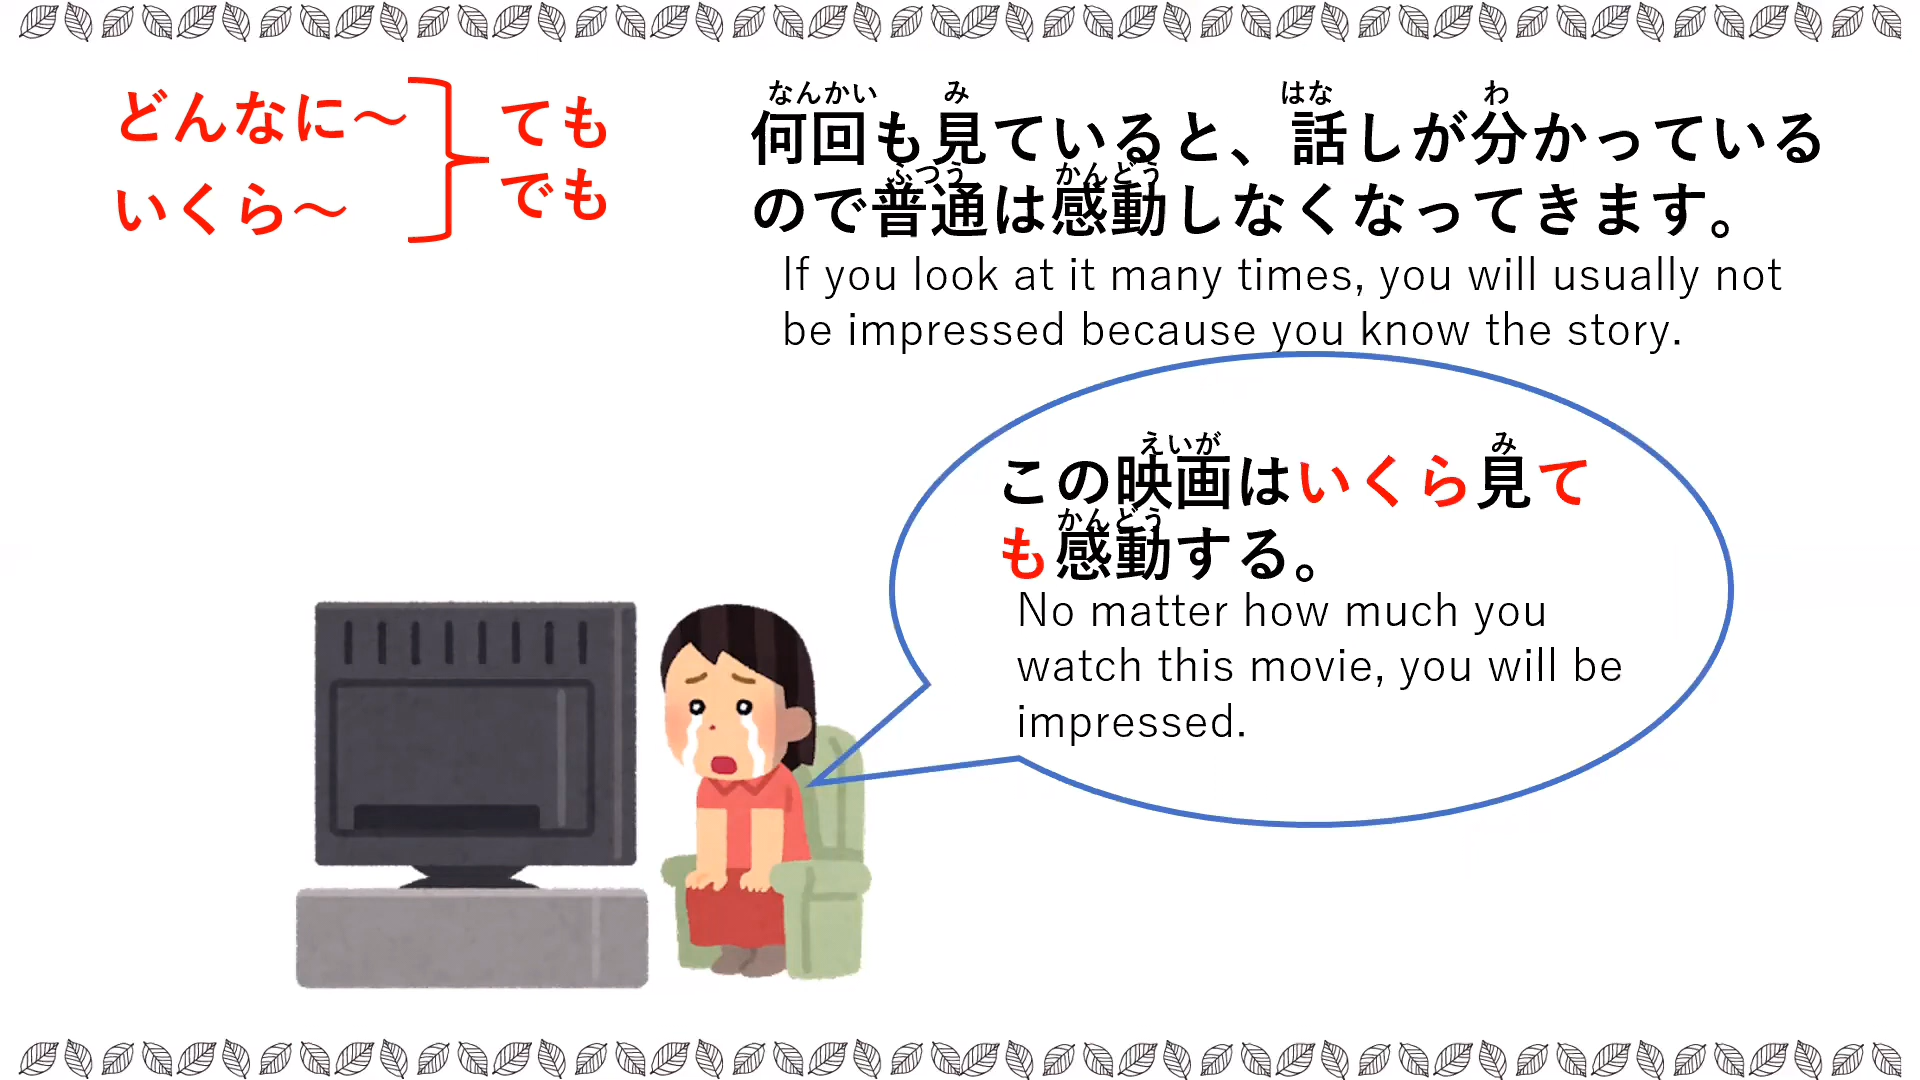 どんなに～
いくら～
ても
でも
なんかい み はな わ
何回も見ていると、話しが分かっている
ふつう かんどう
ので普通は感動しなくなってきます。
If you look at it many times, you will usually not
be impressed because you know the story.
えいが み
この映画はいくら見て
かんどう
も感動する。
No matter how much you
watch this movie, you will be
impressed.